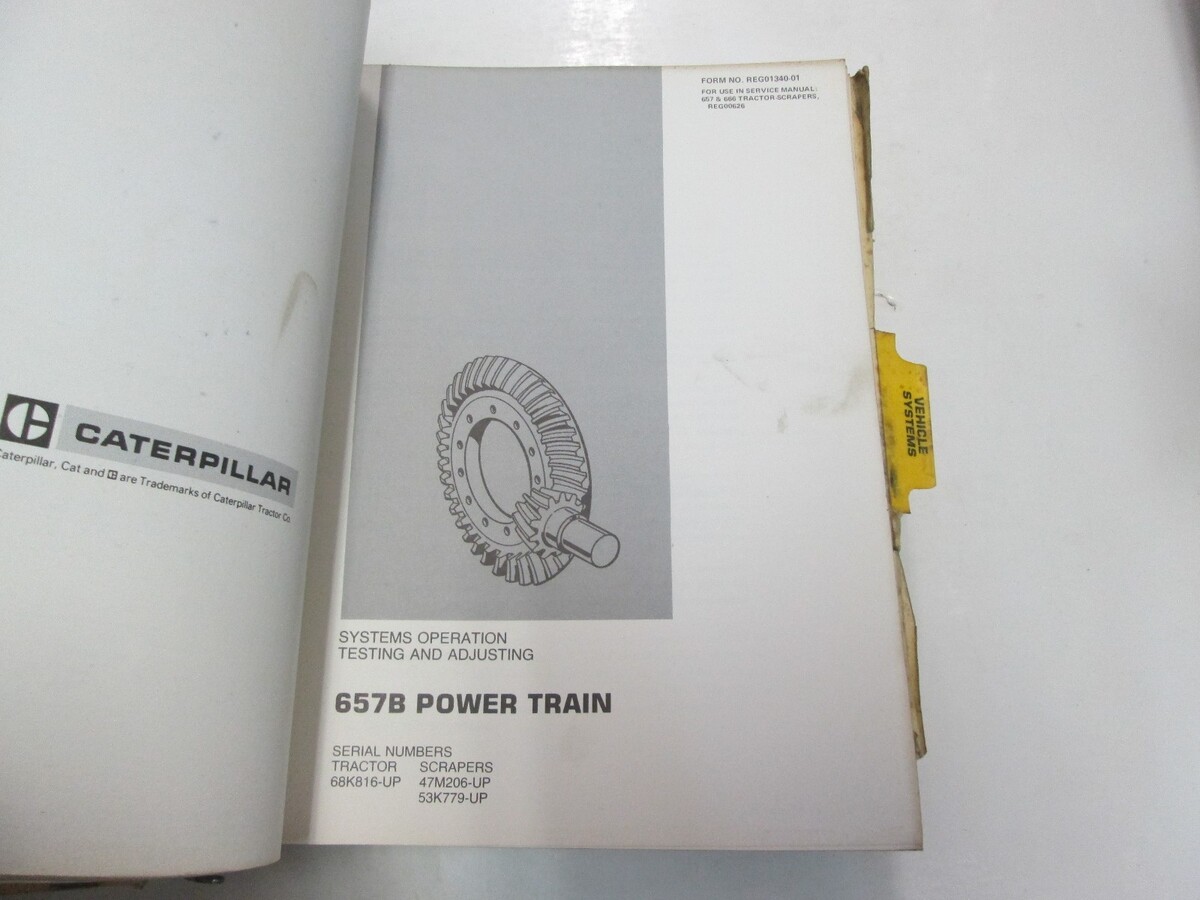 CATERPILLAR
Caterpillar, Cat and are Trademarks of Caterpillar Tractor Co.
FORM NO. REG01340-01
FOR USE IN SERVICE MANUAL:
657 & 666 TRACTOR-SCRAPERS,
REG00626
VEHICLE
SYSTEMS
SYSTEMS OPERATION
TESTING AND ADJUSTING
657B POWER TRAIN
SERIAL NUMBERS
TRACTOR SCRAPERS
68K816-UP 47M206-UP
53K779-UP